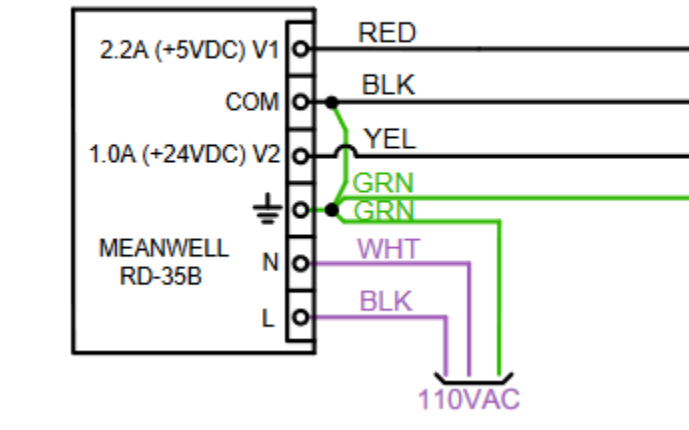 2.2A (+5VDC) V1
RED
COM
BLK
1.0A (+24VDC) V2
YEL
GRN
GRN
MEANWELL
RD-35B
N
WHT
L
BLK
110VAC